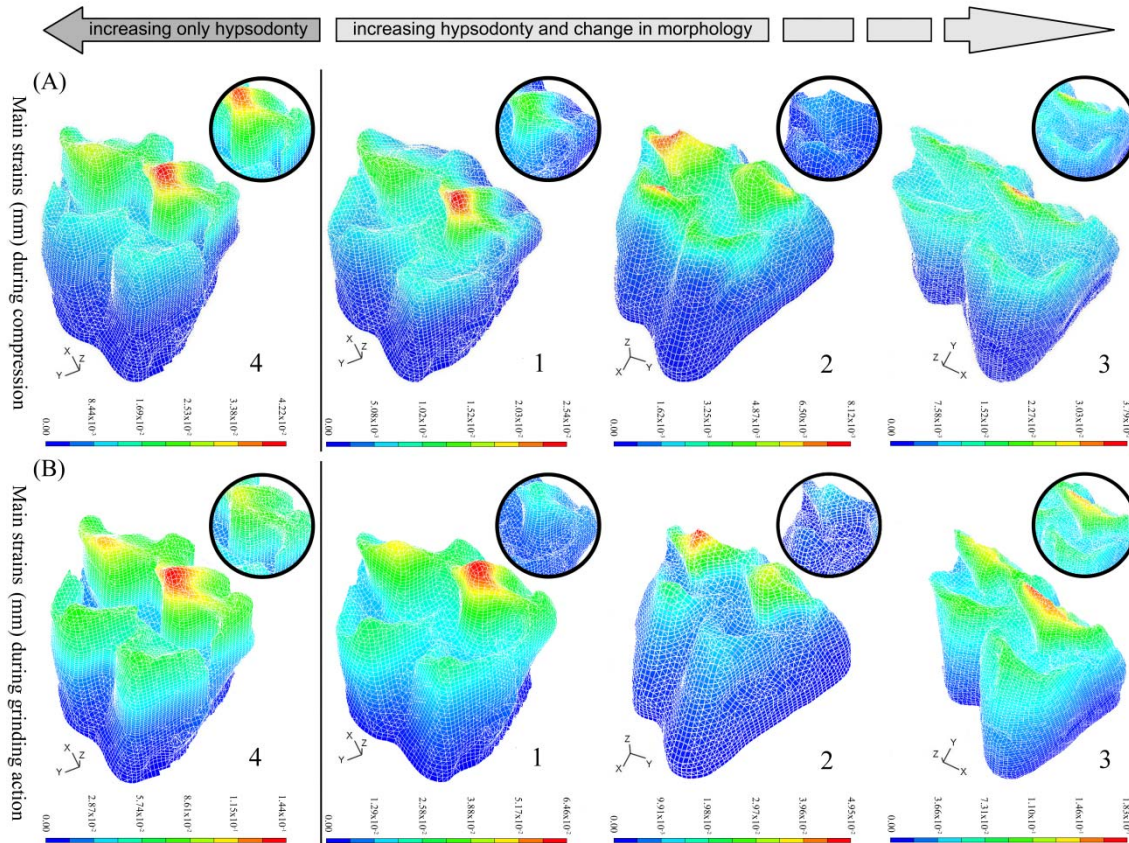 increasing only hypsodonty
increasing hypsodonty and change in morphology
(A)
Main strains (mm) during compression
X
Z
Y
4
X
Z
Y
1
Z
Y
X
2
Y
Z
X
3
0.00 8.44x10⁻³ 1.69x10⁻² 2.53x10⁻² 3.38x10⁻² 4.22x10⁻²
0.00 5.08x10⁻³ 1.02x10⁻² 1.52x10⁻² 2.03x10⁻² 2.54x10⁻²
0.00 1.62x10⁻³ 3.25x10⁻³ 4.87x10⁻³ 6.50x10⁻³ 8.12x10⁻³
0.00 7.58x10⁻³ 1.52x10⁻² 2.27x10⁻² 3.03x10⁻² 3.79x10⁻²
(B)
Main strains (mm) during grinding action
X
Z
Y
4
X
Z
Y
1
Z
Y
X
2
Y
Z
X
3
0.00 2.87x10⁻² 5.74x10⁻² 8.61x10⁻² 1.15x10⁻¹ 1.44x10⁻¹
0.00 1.29x10⁻² 2.58x10⁻² 3.88x10⁻² 5.17x10⁻² 6.46x10⁻²
0.00 9.91x10⁻³ 1.98x10⁻² 2.97x10⁻² 3.96x10⁻² 4.95x10⁻²
0.00 3.66x10⁻² 7.31x10⁻² 1.10x10⁻¹ 1.46x10⁻¹ 1.83x10⁻¹